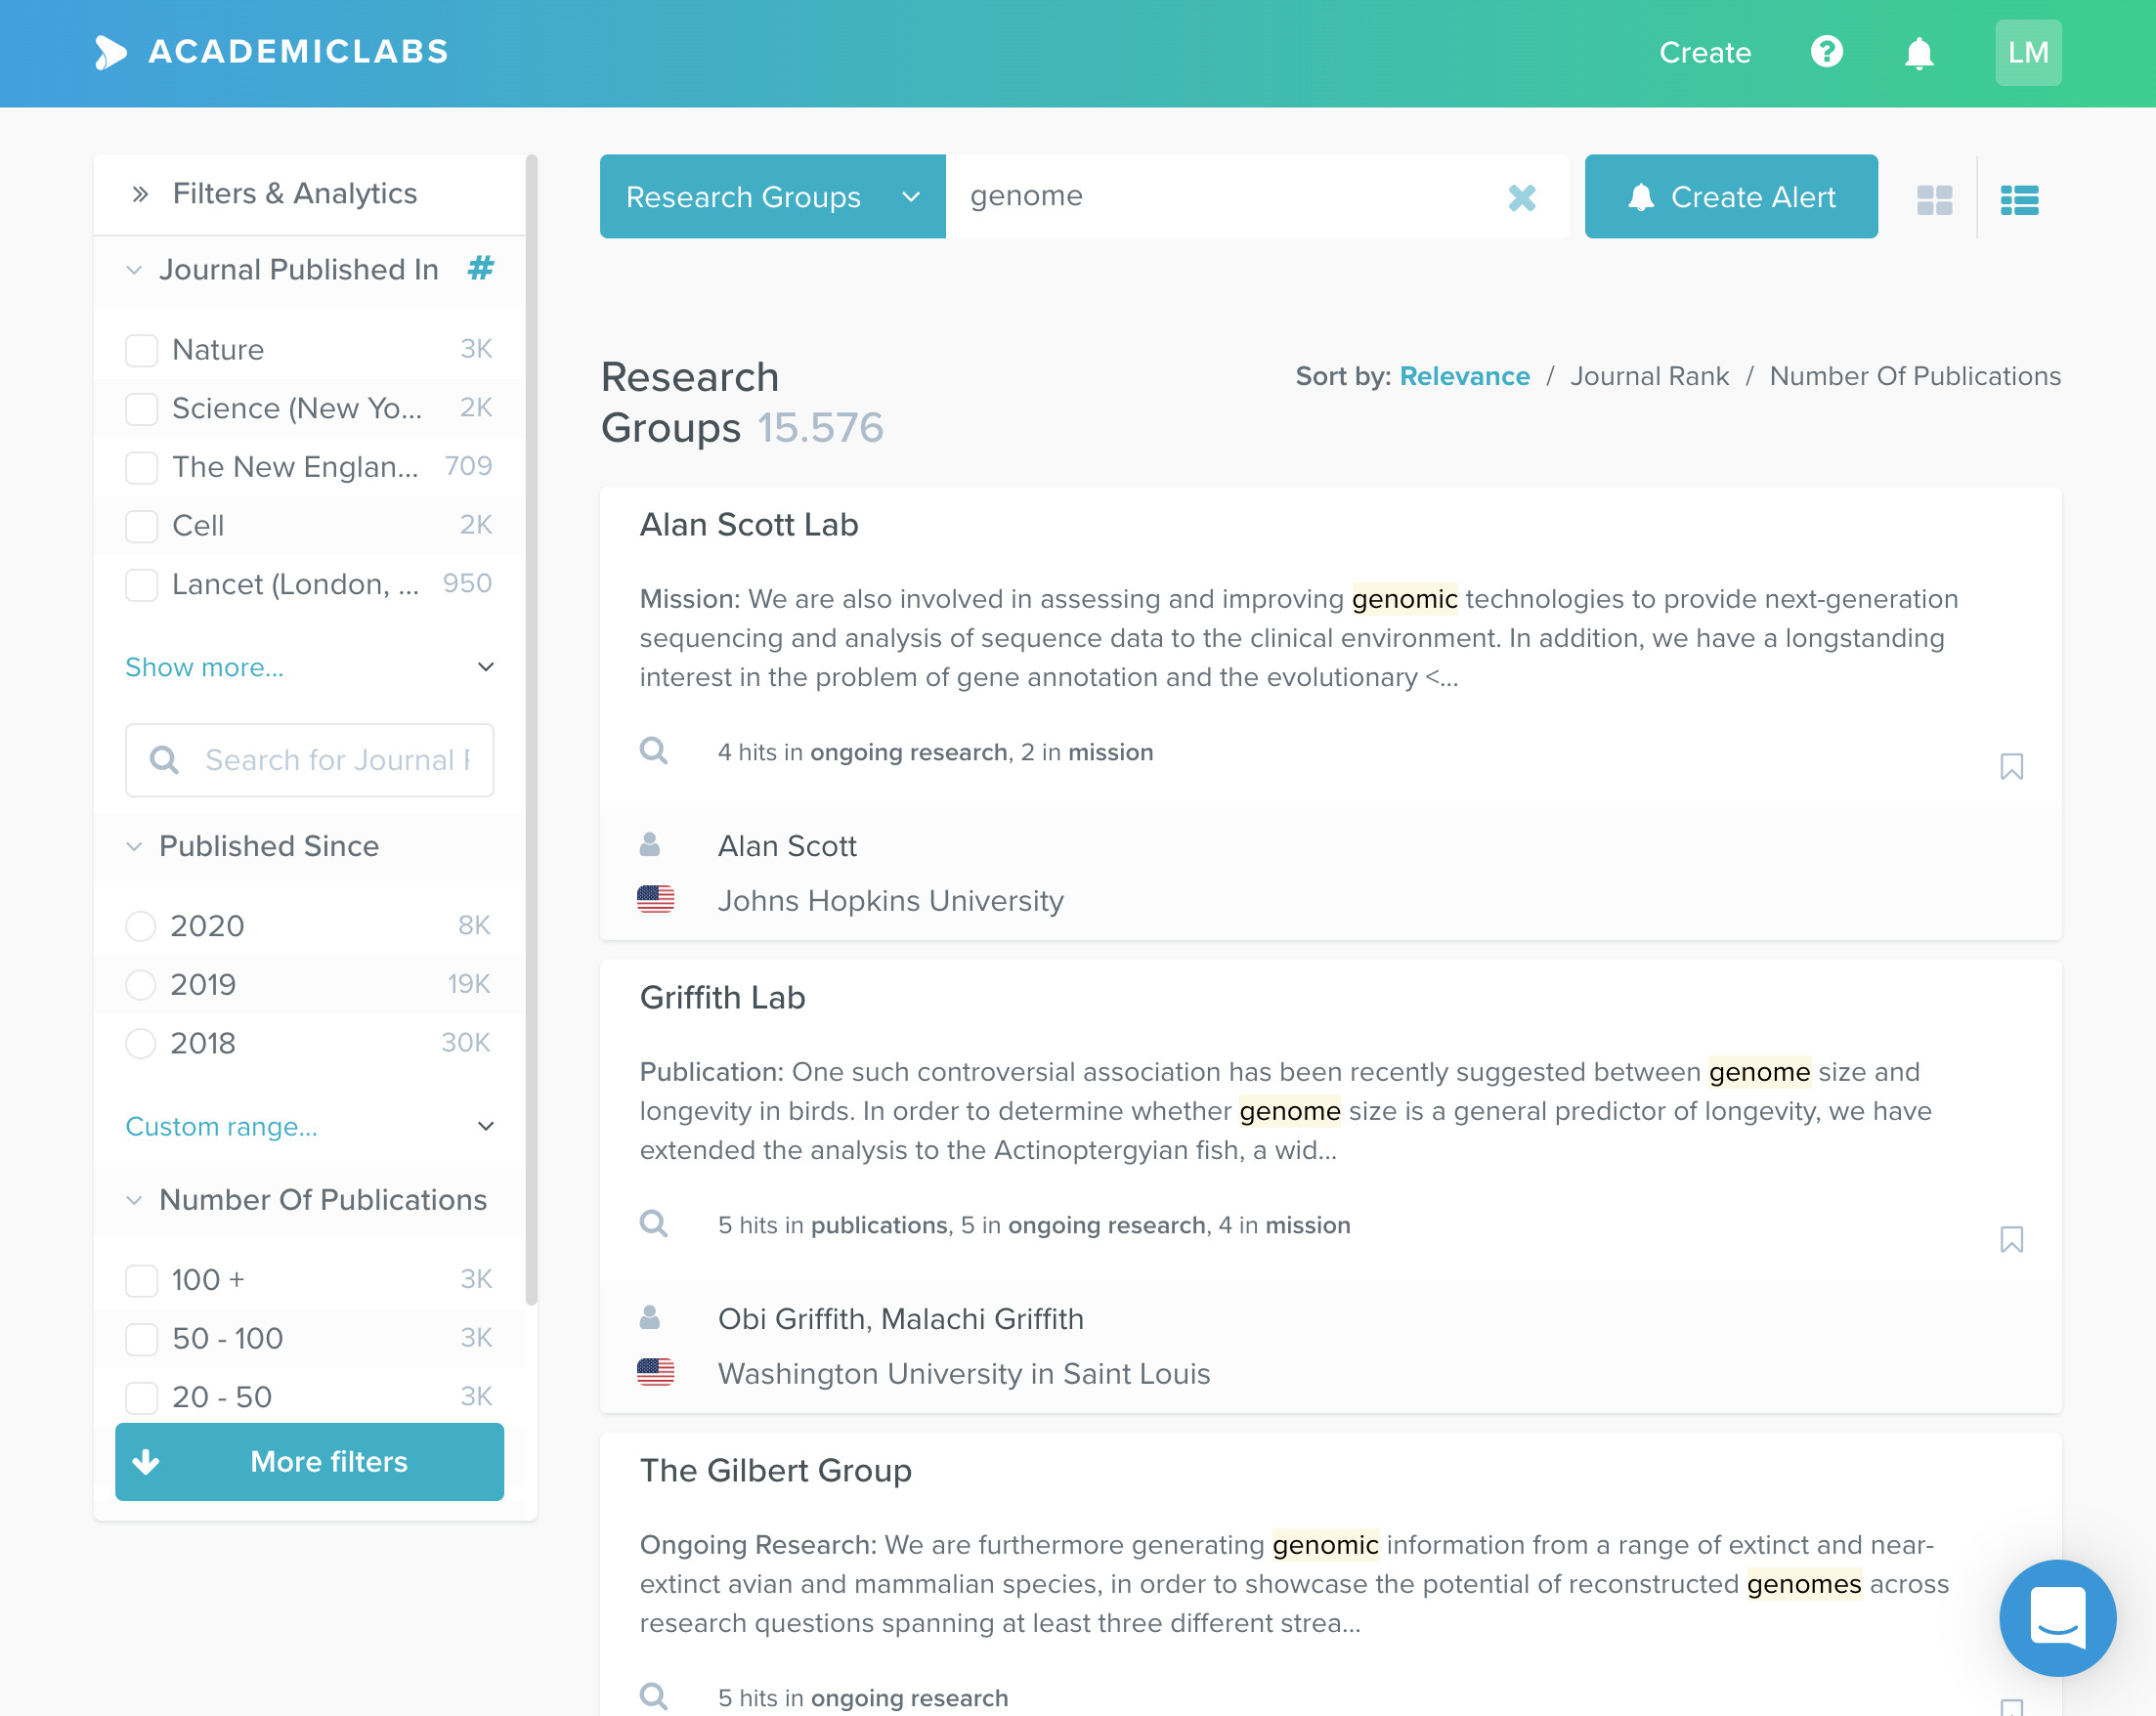 ACADEMICLABS
Create
LM
Filters & Analytics
Journal Published In #
Nature 3K
Science (New Yo... 2K
The New Englan... 709
Cell 2K
Lancet (London, ... 950
Show more...
Search for Journal
Published Since
2020 8K
2019 19K
2018 30K
Custom range...
Number Of Publications
100 + 3K
50 - 100 3K
20 - 50 3K
More filters
Research Groups
genome
Create Alert
Research
Groups 15.576
Sort by: Relevance / Journal Rank / Number Of Publications
Alan Scott Lab
Mission: We are also involved in assessing and improving genomic technologies to provide next-generation
sequencing and analysis of sequence data to the clinical environment. In addition, we have a longstanding
interest in the problem of gene annotation and the evolutionary <...
4 hits in ongoing research, 2 in mission
Alan Scott
Johns Hopkins University
Griffith Lab
Publication: One such controversial association has been recently suggested between genome size and
longevity in birds. In order to determine whether genome size is a general predictor of longevity, we have
extended the analysis to the Actinoptergyian fish, a wid...
5 hits in publications, 5 in ongoing research, 4 in mission
Obi Griffith, Malachi Griffith
Washington University in Saint Louis
The Gilbert Group
Ongoing Research: We are furthermore generating genomic information from a range of extinct and near-
extinct avian and mammalian species, in order to showcase the potential of reconstructed genomes across
research questions spanning at least three different strea...
5 hits in ongoing research